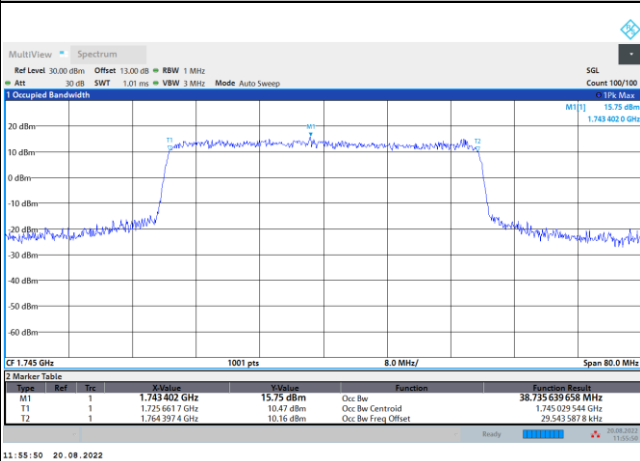 MultiView Spectrum
Ref Level 30.00 dBm Offset 13.00 dB RBW 1 MHz SGL
Att 30 dB SWT 1.01 ms VBW 3 MHz Mode Auto Sweep Count 100/100
1 Occupied Bandwidth 1Pk Max
M1[1] 15.75 dBm
1.743 402 0 GHz
M1
T1 T2
20 dBm
10 dBm
0 dBm
-10 dBm
-20 dBm
-30 dBm
-40 dBm
-50 dBm
-60 dBm
CF 1.745 GHz 1001 pts 8.0 MHz/ Span 80.0 MHz
2 Marker Table
Type Ref Trc X-Value Y-Value Function Function Result
M1 1 1.743 402 GHz 15.75 dBm Occ Bw 38.735 639 658 MHz
T1 1 1.725 661 7 GHz 10.47 dBm Occ Bw Centroid 1.745 029 544 GHz
T2 1 1.764 397 4 GHz 10.16 dBm Occ Bw Freq Offset 29.543 587 8 kHz
Ready 20.08.2022
11:55:50
11:55:50 20.08.2022